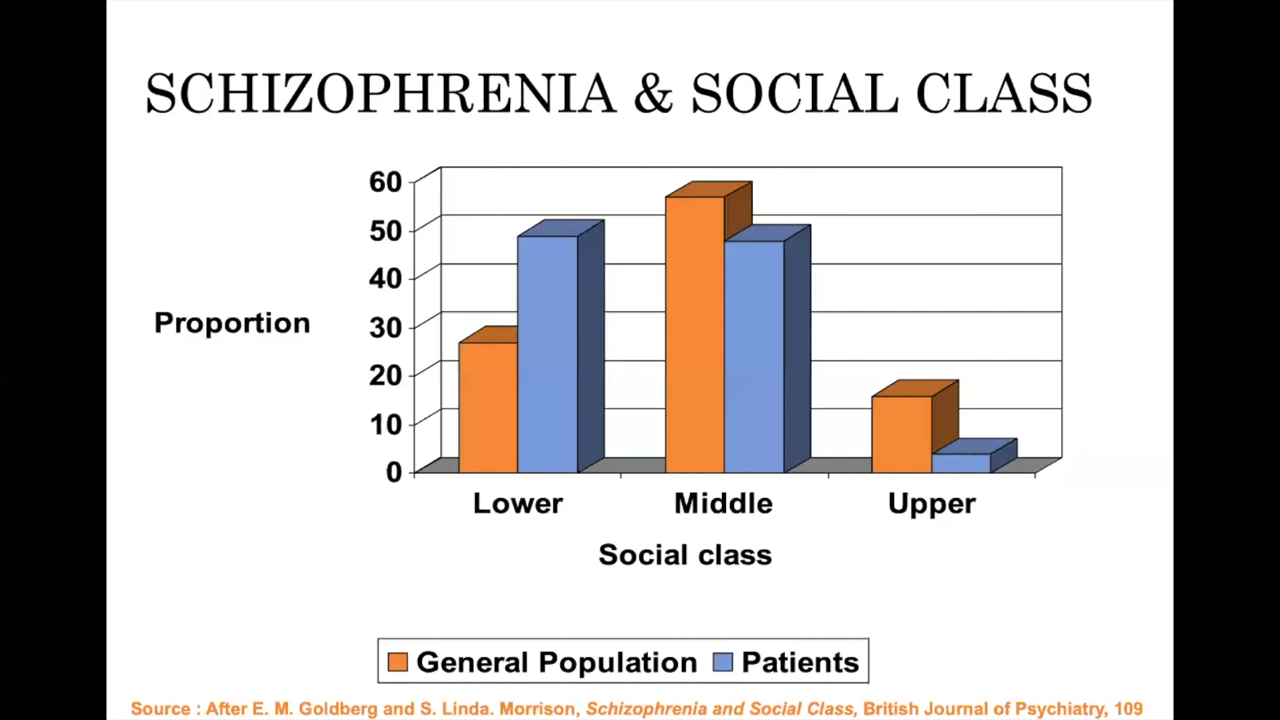 SCHIZOPHRENIA & SOCIAL CLASS
60
50
40
30
20
10
0
Proportion
Lower Middle Upper
Social class
General Population Patients
Source : After E. M. Goldberg and S. Linda. Morrison, Schizophrenia and Social Class, British Journal of Psychiatry, 109